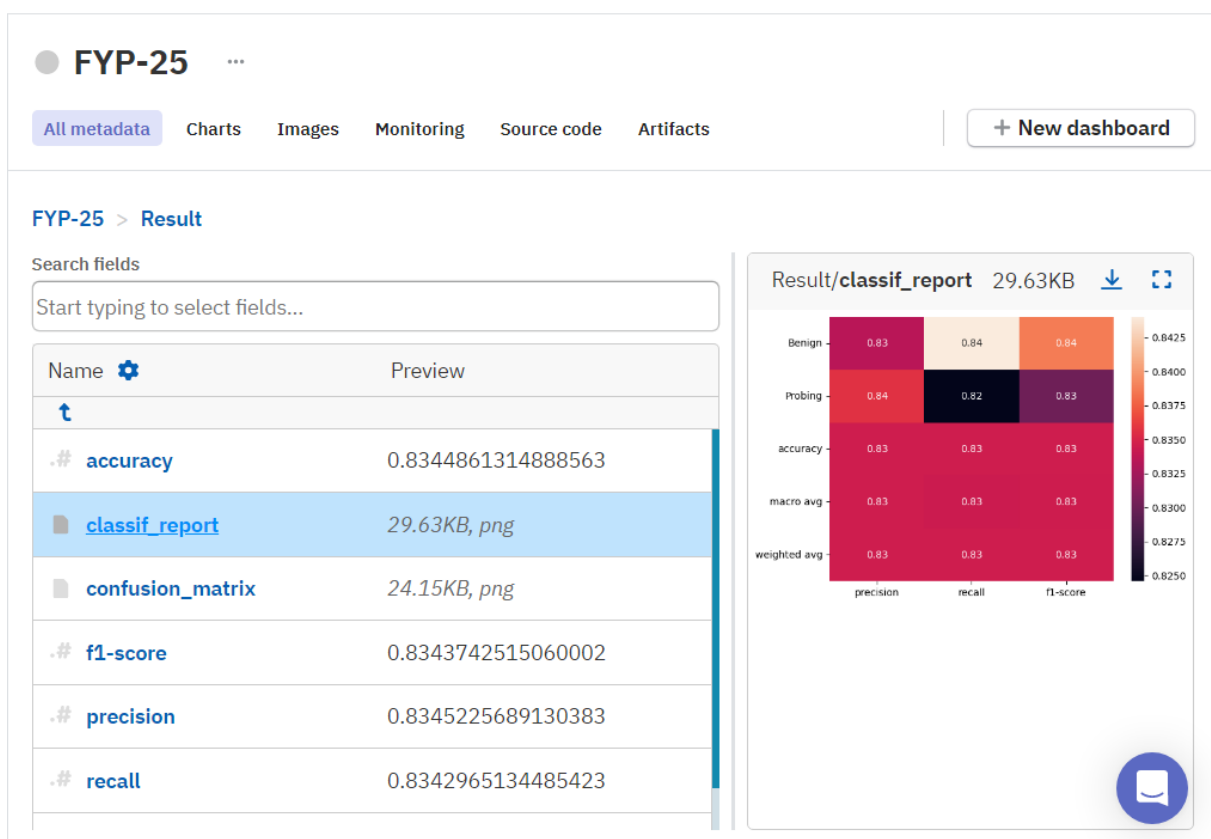 FYP-25 ...
All metadata Charts Images Monitoring Source code Artifacts + New dashboard
FYP-25 > Result
Search fields
Start typing to select fields...
Name Preview
.# accuracy 0.8344861314888563
classif_report 29.63KB, png
confusion_matrix 24.15KB, png
.# f1-score 0.8343742515060002
.# precision 0.8345225689130383
.# recall 0.8342965134485423
Result/classif_report 29.63KB
Benign 0.83 0.84 0.84
Probing 0.84 0.82 0.83
accuracy 0.83 0.83 0.83
macro avg 0.83 0.83 0.83
weighted avg 0.83 0.83 0.83
precision recall f1-score
0.8425
0.8400
0.8375
0.8350
0.8325
0.8300
0.8275
0.8250